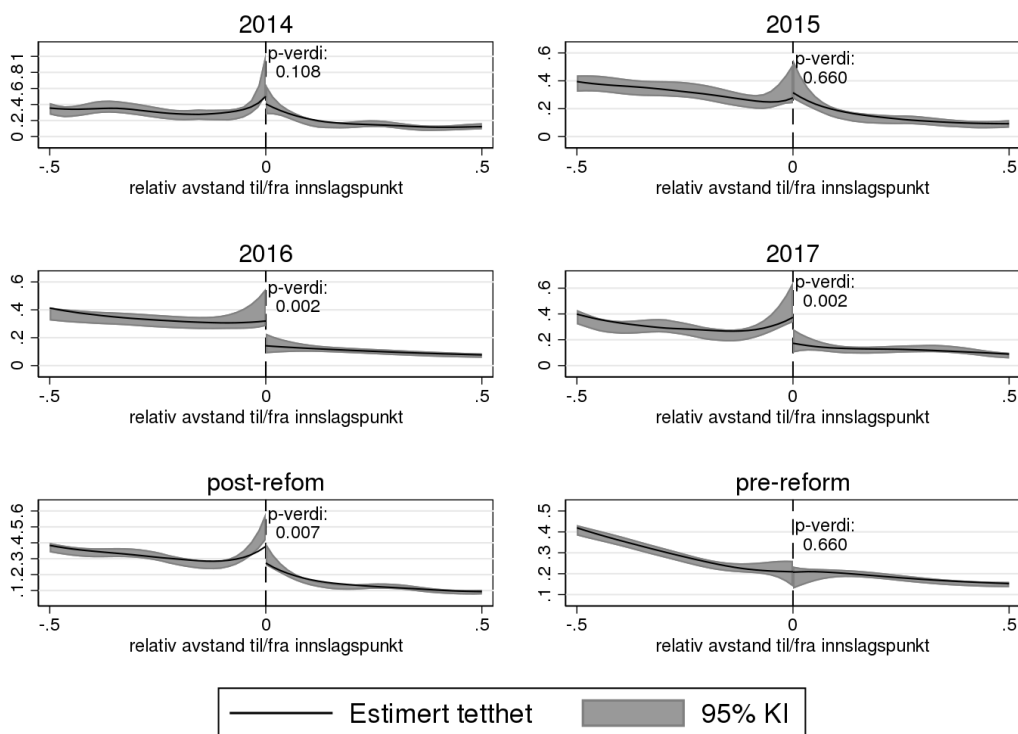 2014
p-verdi:
0.108
0 .2 .4 .6 .8 1
-.5 0 .5
relativ avstand til/fra innslagspunkt
2015
p-verdi:
0.660
0 .2 .4 .6
-.5 0 .5
relativ avstand til/fra innslagspunkt
2016
p-verdi:
0.002
0 .2 .4 .6
-.5 0 .5
relativ avstand til/fra innslagspunkt
2017
p-verdi:
0.002
0 .2 .4 .6
-.5 0 .5
relativ avstand til/fra innslagspunkt
post-refom
p-verdi:
0.007
.1 .2 .3 .4 .5 .6
-.5 0 .5
relativ avstand til/fra innslagspunkt
pre-reform
p-verdi:
0.660
.1 .2 .3 .4 .5
-.5 0 .5
relativ avstand til/fra innslagspunkt
Estimert tetthet 95% KI